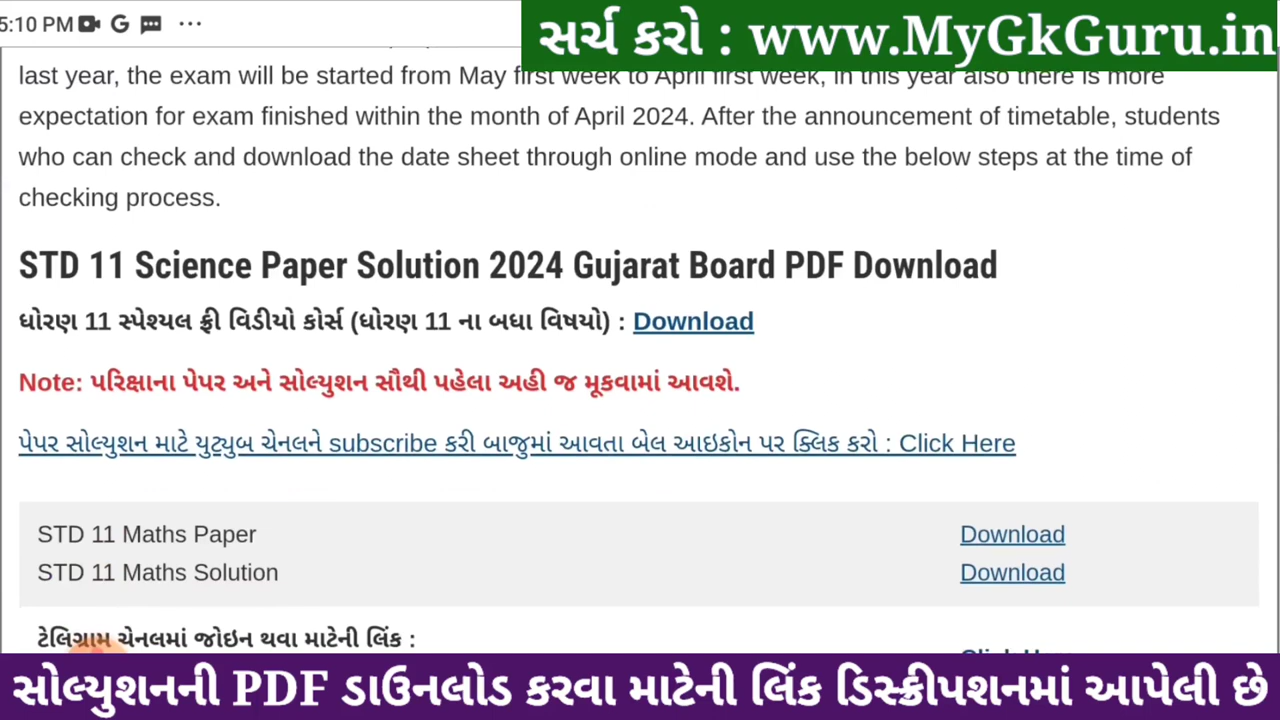 5:10 PM
સર્ચ કરો : www.MyGkGuru.in
last year, the exam will be started from May first week to April first week, in this year also there is more
expectation for exam finished within the month of April 2024. After the announcement of timetable, students
who can check and download the date sheet through online mode and use the below steps at the time of
checking process.
STD 11 Science Paper Solution 2024 Gujarat Board PDF Download
ધોરણ 11 સ્પેશ્યલ ફ્રી વિડીયો કોર્સ (ધોરણ 11 ના બધા વિષયો) : Download
Note: પરિક્ષાના પેપર અને સોલ્યુશન સૌથી પહેલા અહી જ મૂકવામાં આવશે.
પેપર સોલ્યુશન માટે યુટ્યુબ ચેનલને subscribe કરી બાજુમાં આવતા બેલ આઇકોન પર ક્લિક કરો : Click Here
STD 11 Maths Paper Download
STD 11 Maths Solution Download
ટેલિગ્રામ ચેનલમાં જોઇન થવા માટેની લિંક :
સોલ્યુશનની PDF ડાઉનલોડ કરવા માટેની લિંક ડિસ્ક્રીપશનમાં આપેલી છે